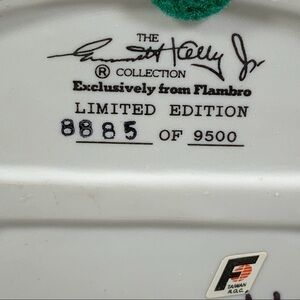 THE
Emmett Kelly Jr
® COLLECTION
Exclusively from Flambro
LIMITED EDITION
8885 OF 9500
F
TAIWAN
R.O.C.